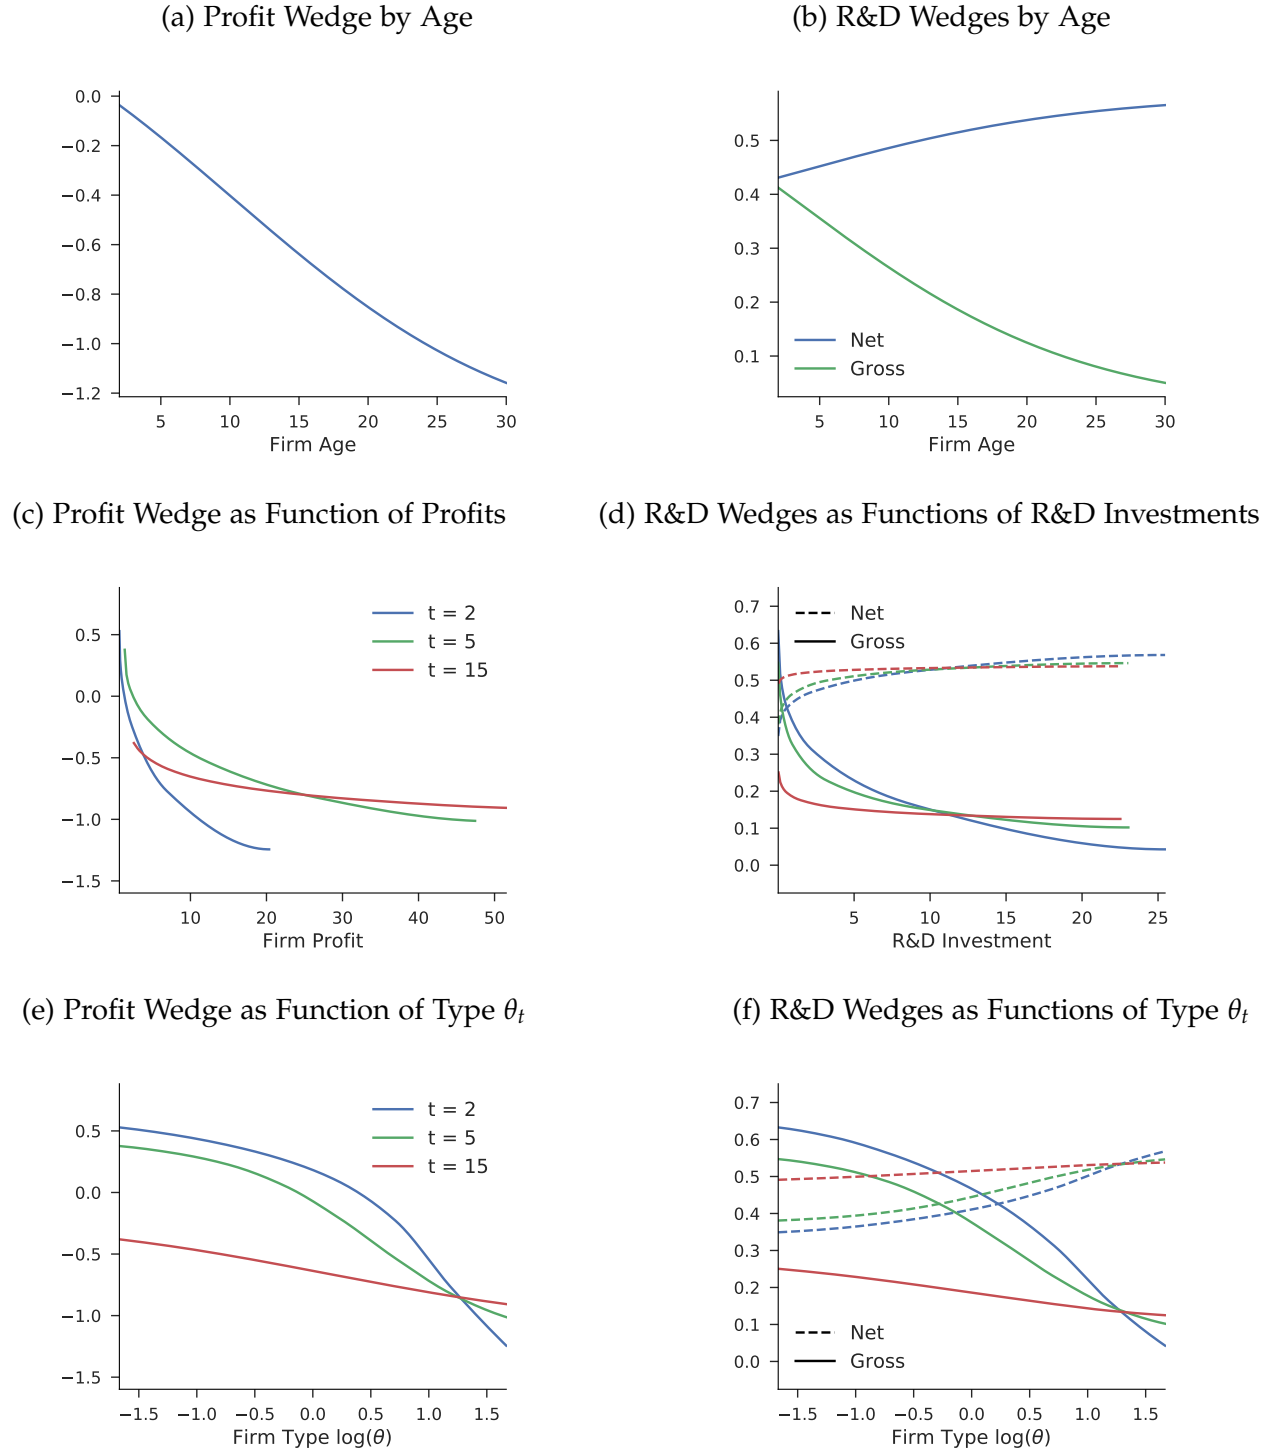 (a) Profit Wedge by Age
0.0
−0.2
−0.4
−0.6
−0.8
−1.0
−1.2
5 10 15 20 25 30
Firm Age
(b) R&D Wedges by Age
0.5
0.4
0.3
0.2
0.1
Net
Gross
5 10 15 20 25 30
Firm Age
(c) Profit Wedge as Function of Profits
0.5
0.0
−0.5
−1.0
−1.5
t = 2
t = 5
t = 15
10 20 30 40 50
Firm Profit
(d) R&D Wedges as Functions of R&D Investments
0.7
0.6
0.5
0.4
0.3
0.2
0.1
0.0
Net
Gross
5 10 15 20 25
R&D Investment
(e) Profit Wedge as Function of Type θt
0.5
0.0
−0.5
−1.0
−1.5
t = 2
t = 5
t = 15
−1.5 −1.0 −0.5 0.0 0.5 1.0 1.5
Firm Type log(θ)
(f) R&D Wedges as Functions of Type θt
0.7
0.6
0.5
0.4
0.3
0.2
0.1
0.0
Net
Gross
−1.5 −1.0 −0.5 0.0 0.5 1.0 1.5
Firm Type log(θ)